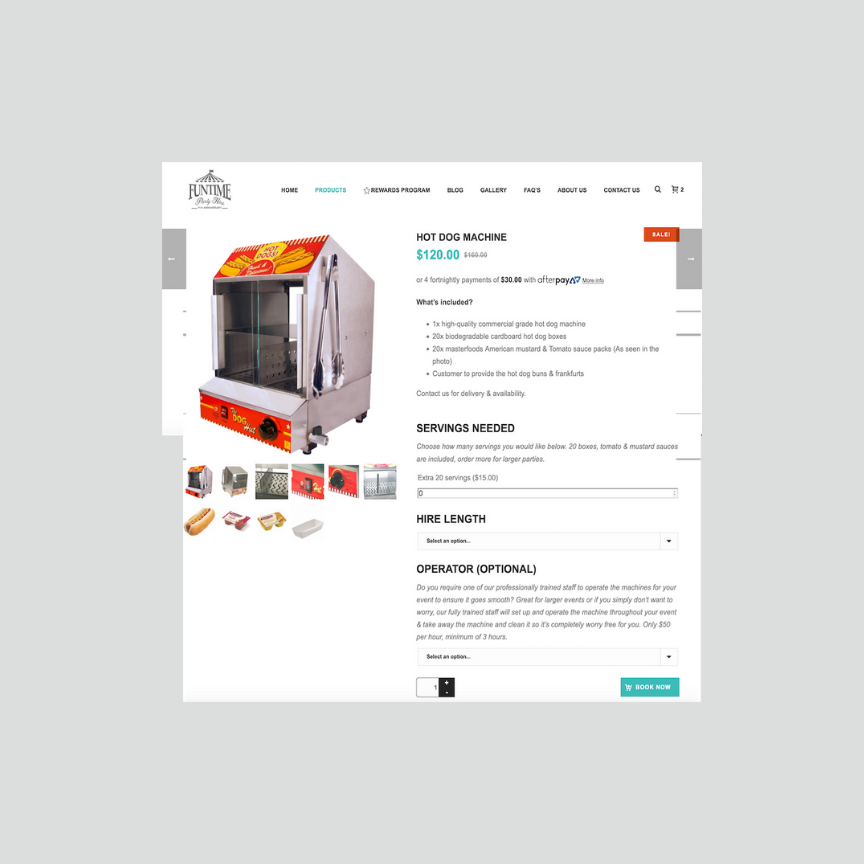 FUNTIME
Party Hire
HOME PRODUCTS REWARDS PROGRAM BLOG GALLERY FAQ'S ABOUT US CONTACT US 2
HOT DOG MACHINE
SALE!
$120.00 $160.00
or 4 fortnightly payments of $30.00 with afterpay More info
What's included?
1x high-quality commercial grade hot dog machine
20x biodegradable cardboard hot dog boxes
20x masterfoods American mustard & Tomato sauce packs (As seen in the
photo)
Customer to provide the hot dog buns & frankfurts
Contact us for delivery & availability.
SERVINGS NEEDED
Choose how many servings you would like below. 20 boxes, tomato & mustard sauces
are included, order more for larger parties.
Extra 20 servings ($15.00)
0
HIRE LENGTH
Select an option...
OPERATOR (OPTIONAL)
Do you require one of our professionally trained staff to operate the machines for your
event to ensure it goes smooth? Great for larger events or if you simply don't want to
worry, our fully trained staff will set up and operate the machine throughout your event
& take away the machine and clean it so it's completely worry free for you. Only $50
per hour, minimum of 3 hours.
Select an option...
1 + -
BOOK NOW
HOT
DOGS!
DOG Hut